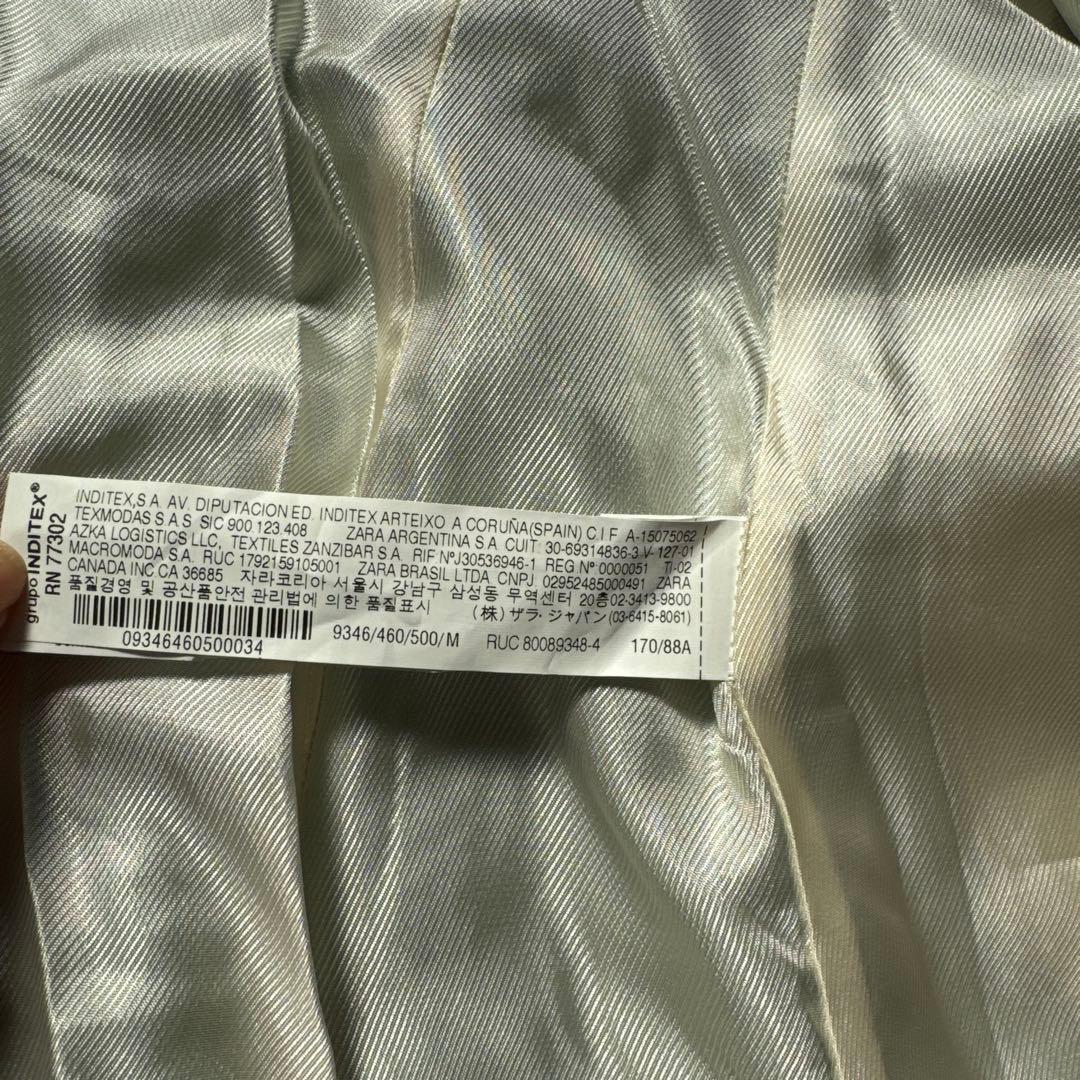 grupo INDITEX®
RN 77302
INDITEX,S.A. AV. DIPUTACION ED. INDITEX ARTEIXO A CORUÑA(SPAIN) C.I.F. A-15075062
TEXMODAS S.A.S. SIC 900.123.408 ZARA ARGENTINA S.A. CUIT: 30-69314836-3 V-127-01
AZKA LOGISTICS LLC, TEXTILES ZANZIBAR S.A. RIF NºJ30536946-1 REG Nº 0000051 TI-02
MACROMODA S.A. RUC 1792159105001 ZARA BRASIL LTDA, CNPJ. 02952485000491 ZARA
CANADA INC.CA 36685 자라코리아 서울시 강남구 삼성동 무역센터 20층 02-3413-9800
품질경영 및 공산품안전 관리법에 의한 품질표시 (株) ザラ・ジャパン (03-6415-8061)
09346460500034 9346/460/500/M RUC 80089348-4 170/88A